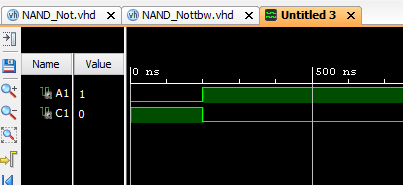 NAND_Not.vhd
NAND_Nottbw.vhd
Untitled 3
Name
Value
0 ns
500 ns
A1
1
C1
0